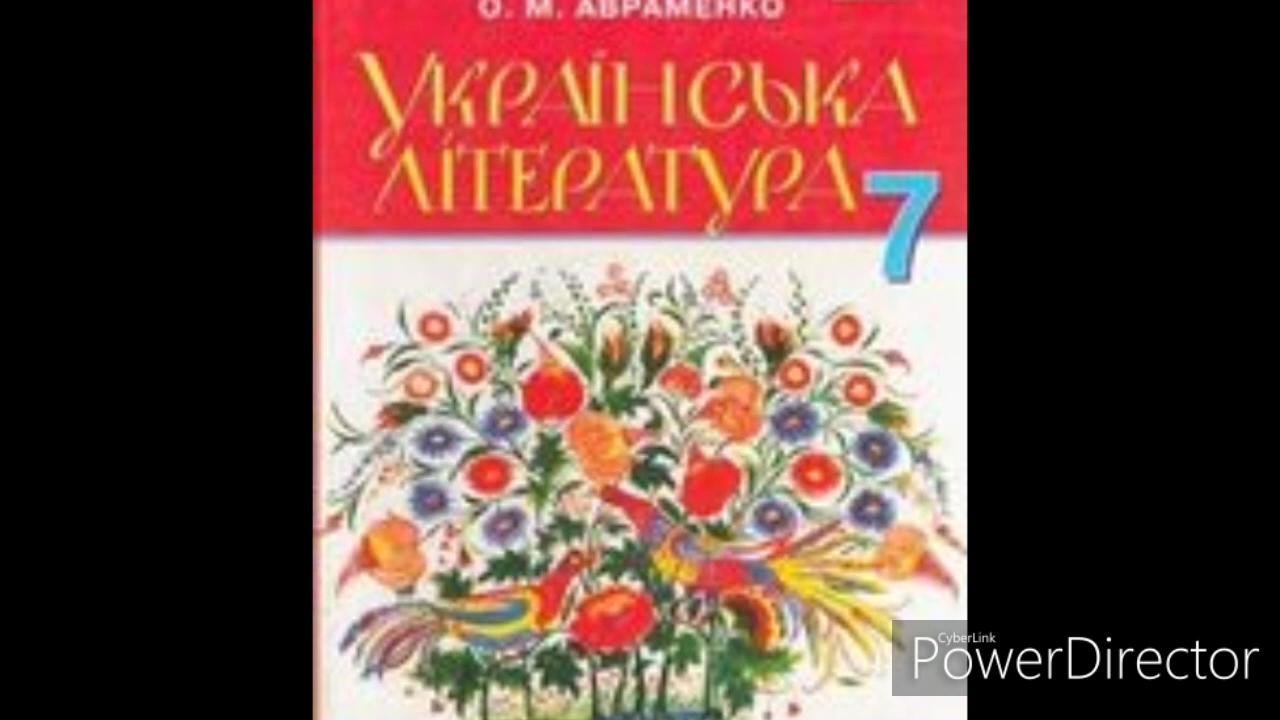 О. М. АВРАМЕНКО
УКРАЇНСЬКА
ЛІТЕРАТУРА
7
CyberLink
PowerDirector